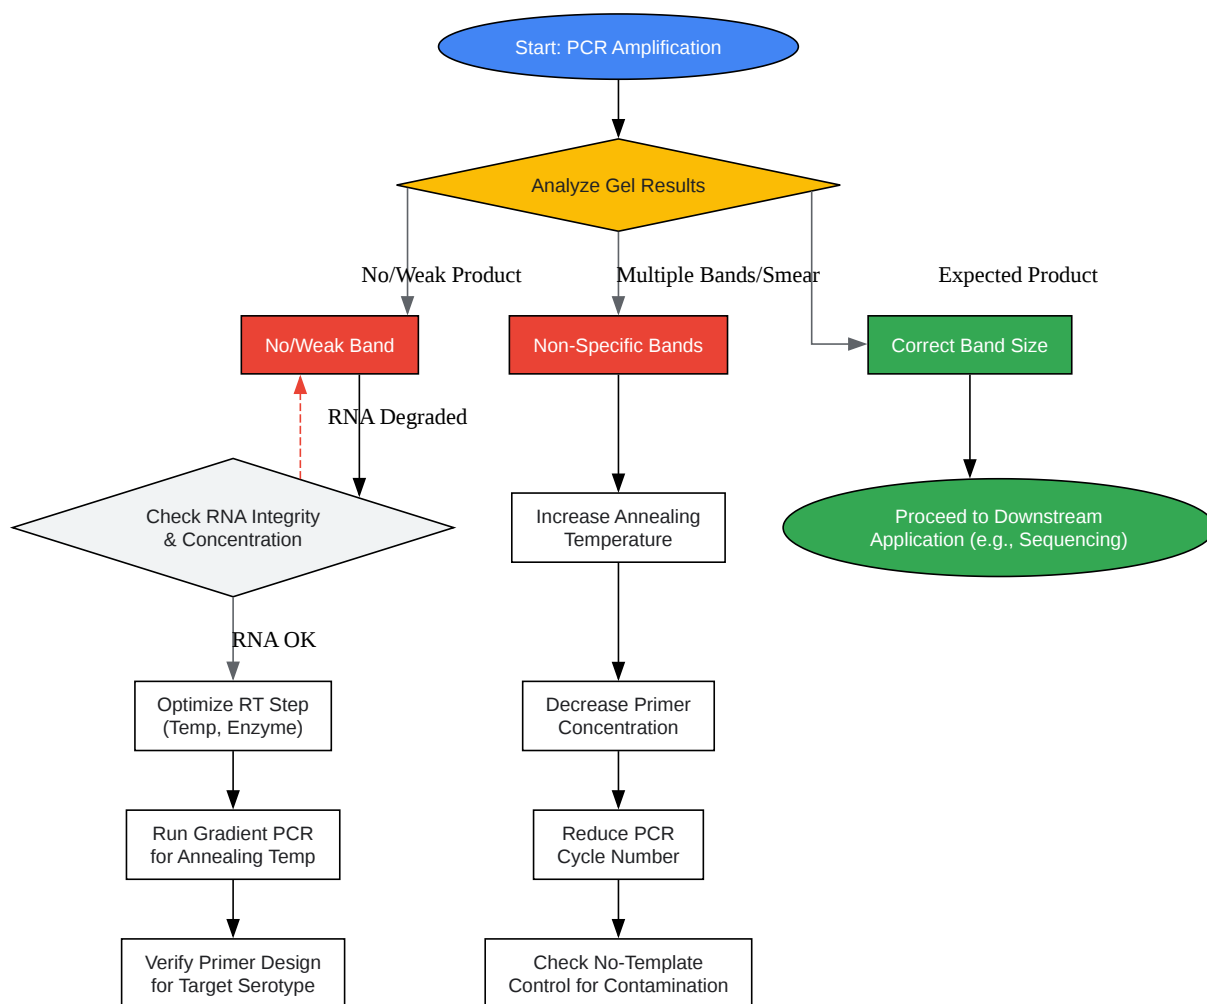 Start: PCR Amplification
Analyze Gel Results
No/Weak Product
Multiple Bands/Smear
Expected Product
No/Weak Band
Non-Specific Bands
Correct Band Size
RNA Degraded
Check RNA Integrity
& Concentration
Increase Annealing
Temperature
Proceed to Downstream
Application (e.g., Sequencing)
RNA OK
Optimize RT Step
(Temp, Enzyme)
Decrease Primer
Concentration
Run Gradient PCR
for Annealing Temp
Reduce PCR
Cycle Number
Verify Primer Design
for Target Serotype
Check No-Template
Control for Contamination